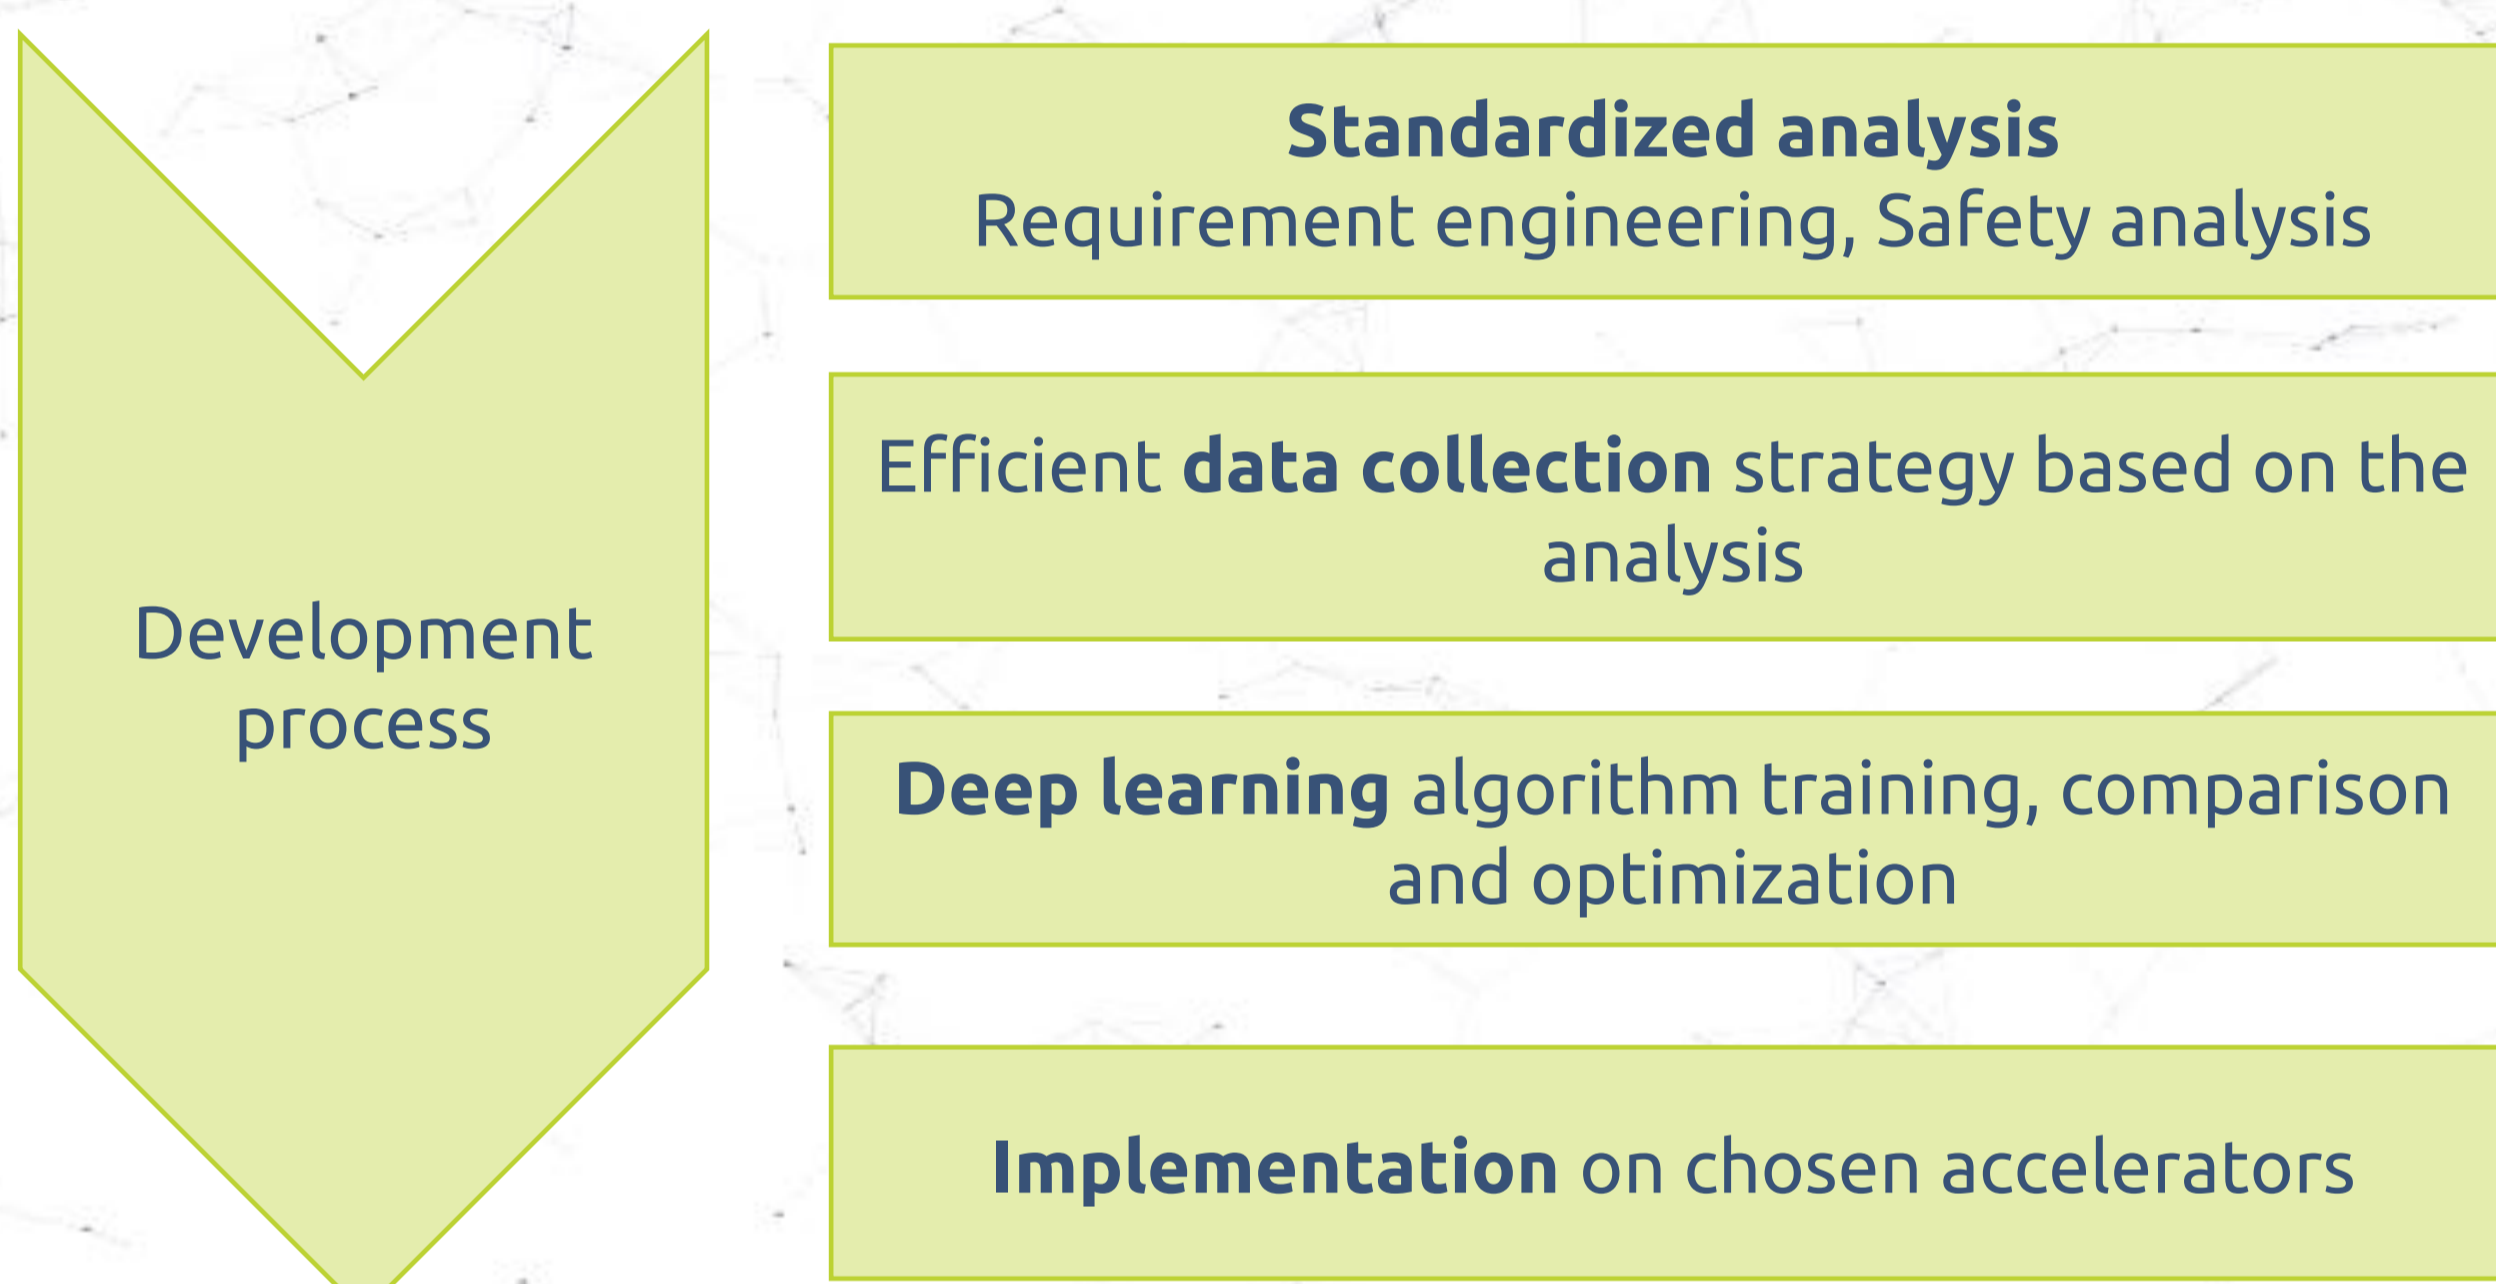 Development
process
Standardized analysis
Requirement engineering, Safety analysis
Efficient data collection strategy based on the
analysis
Deep learning algorithm training, comparison
and optimization
Implementation on chosen accelerators